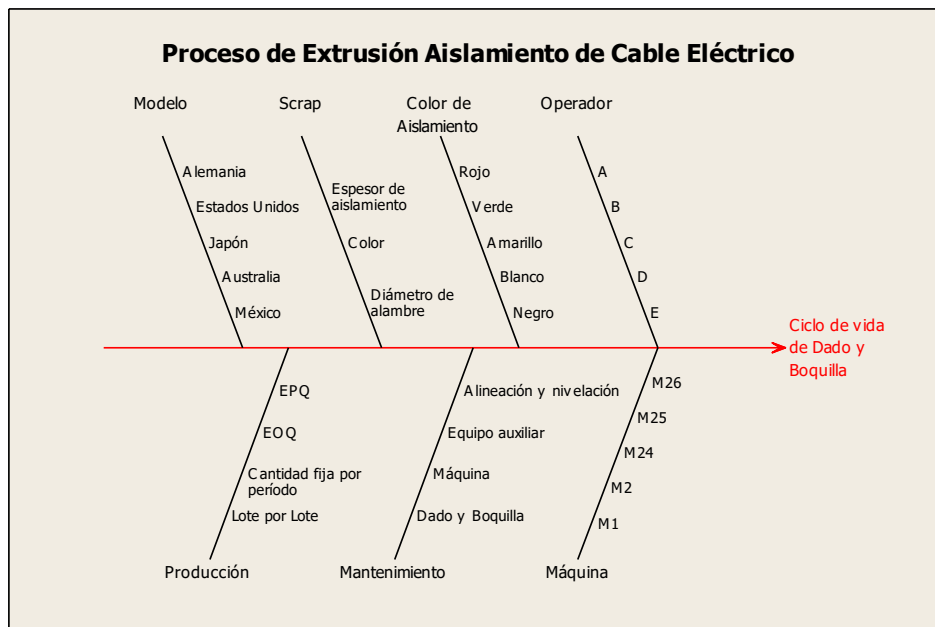 Proceso de Extrusión Aislamiento de Cable Eléctrico
Modelo
Scrap
Color de
Aislamiento
Operador
Alemania
Estados Unidos
Japón
Australia
México
Espesor de
aislamiento
Color
Diámetro de
alambre
Rojo
Verde
Amarillo
Blanco
Negro
A
B
C
D
E
Ciclo de vida
de Dado y
Boquilla
EPQ
EOQ
Cantidad fija por
período
Lote por Lote
Alineación y nivelación
Equipo auxiliar
Máquina
Dado y Boquilla
M26
M25
M24
M2
M1
Producción
Mantenimiento
Máquina